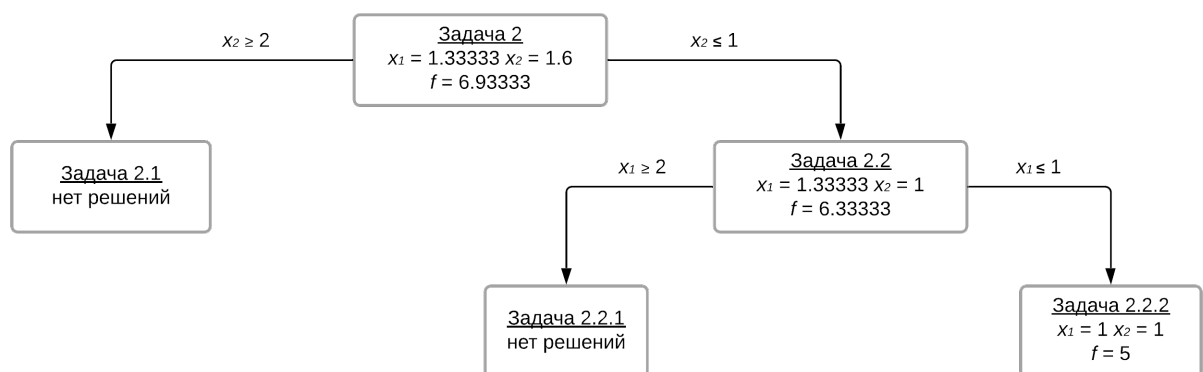 x₂ ≥ 2
Задача 2
x₁ = 1.33333 x₂ = 1.6
f = 6.93333
x₂ ≤ 1
Задача 2.1
нет решений
x₁ ≥ 2
Задача 2.2
x₁ = 1.33333 x₂ = 1
f = 6.33333
x₁ ≤ 1
Задача 2.2.1
нет решений
Задача 2.2.2
x₁ = 1 x₂ = 1
f = 5